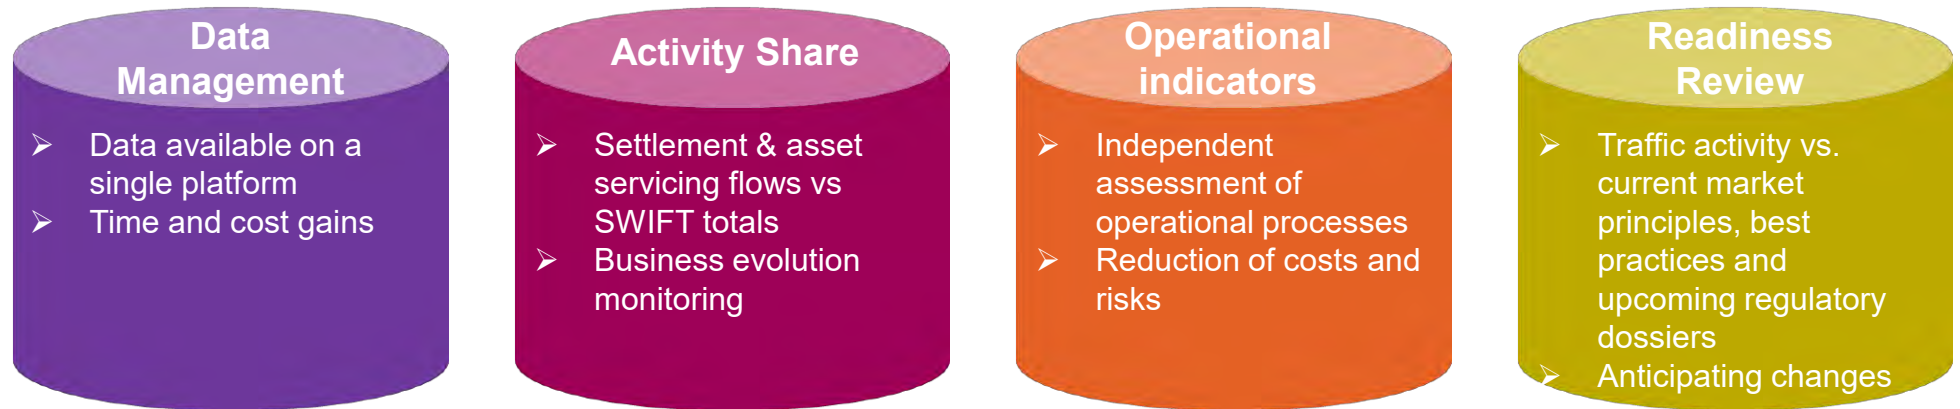 Data
Management
➢ Data available on a
single platform
➢ Time and cost gains
Activity Share
➢ Settlement & asset
servicing flows vs
SWIFT totals
➢ Business evolution
monitoring
Operational
indicators
➢ Independent
assessment of
operational processes
➢ Reduction of costs and
risks
Readiness
Review
➢ Traffic activity vs.
current market
principles, best
practices and
upcoming regulatory
dossiers
➢ Anticipating changes